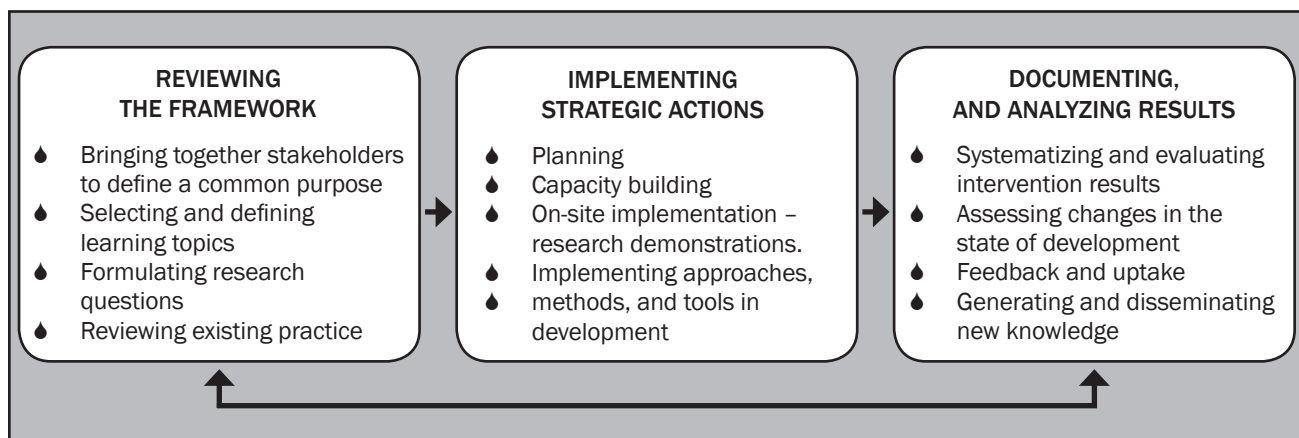 REVIEWING
THE FRAMEWORK
Bringing together stakeholders
to define a common purpose
Selecting and defining
learning topics
Formulating research
questions
Reviewing existing practice
IMPLEMENTING
STRATEGIC ACTIONS
Planning
Capacity building
On-site implementation –
research demonstrations.
Implementing approaches,
methods, and tools in
development
DOCUMENTING,
AND ANALYZING RESULTS
Systematizing and evaluating
intervention results
Assessing changes in the
state of development
Feedback and uptake
Generating and disseminating
new knowledge